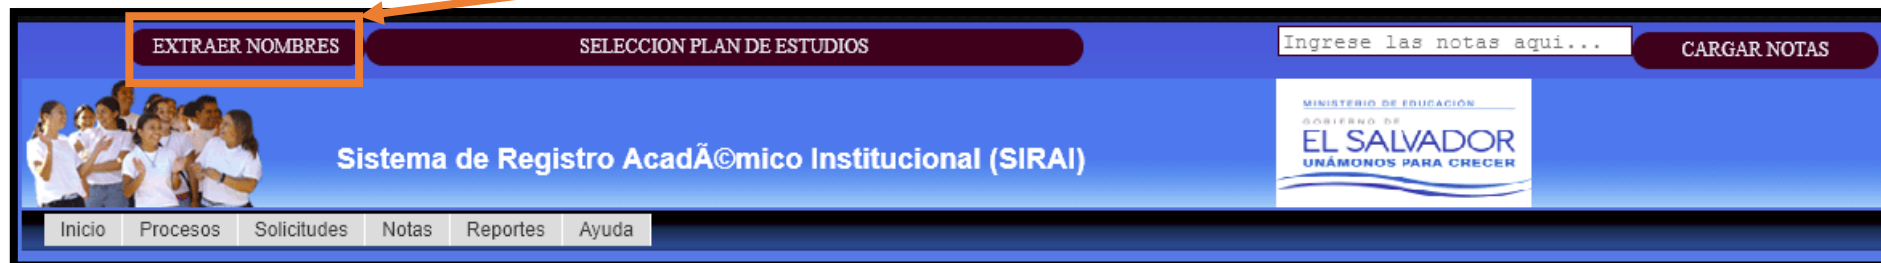 EXTRAER NOMBRES
SELECCION PLAN DE ESTUDIOS
Ingrese las notas aqui...
CARGAR NOTAS
MINISTERIO DE EDUCACIÓN
GOBIERNO DE
EL SALVADOR
UNÁMONOS PARA CRECER
Sistema de Registro AcadÃ©mico Institucional (SIRAI)
Inicio Procesos Solicitudes Notas Reportes Ayuda